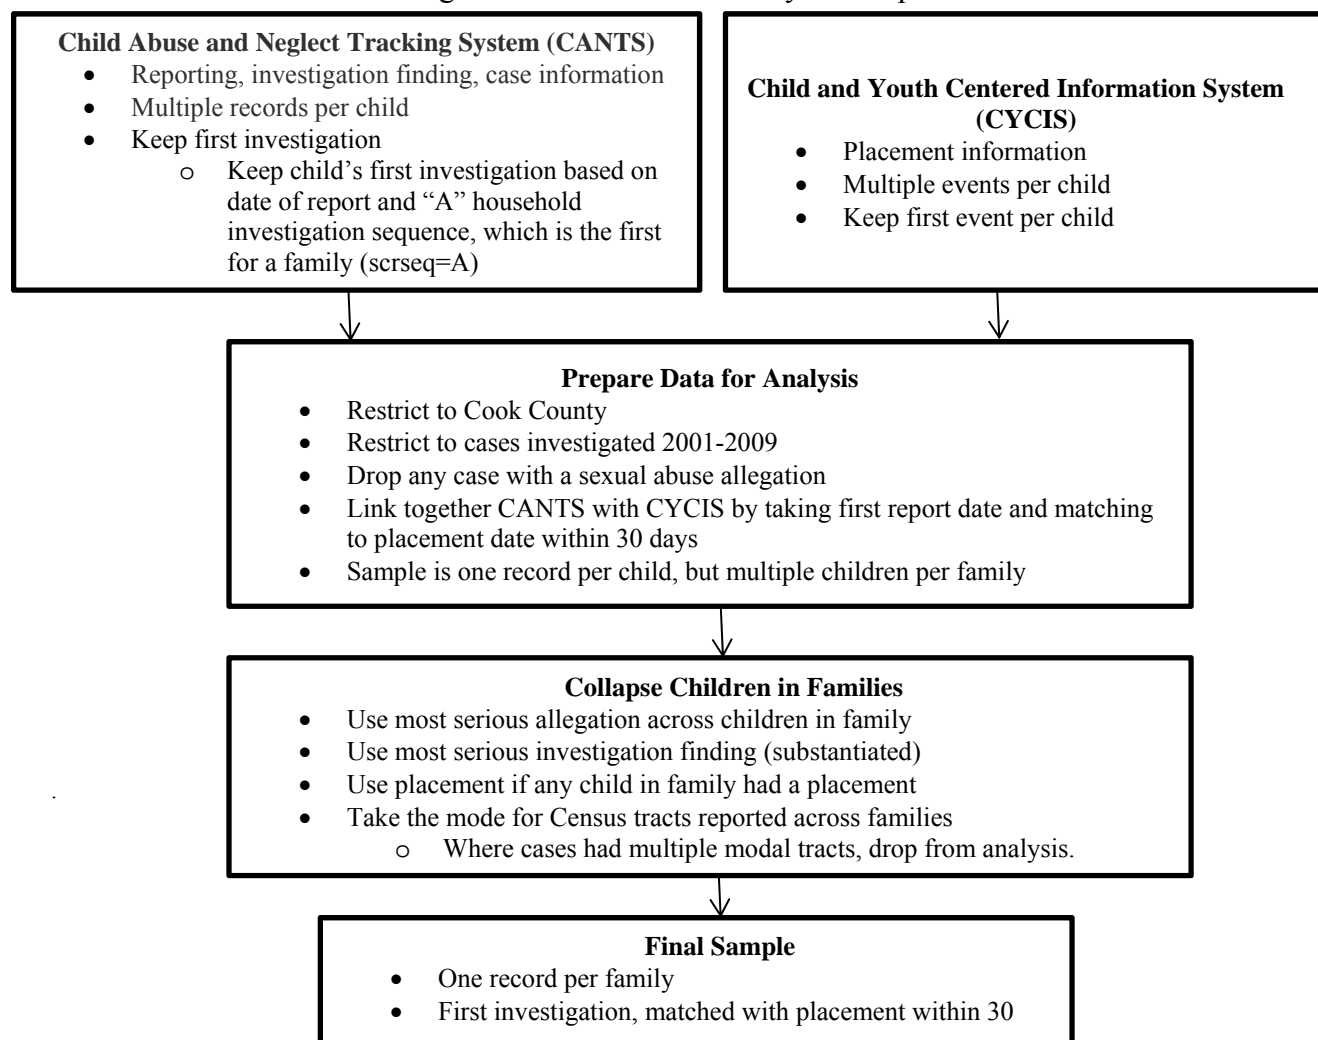 Child Abuse and Neglect Tracking System (CANTS)
• Reporting, investigation finding, case information
• Multiple records per child
• Keep first investigation
o Keep child’s first investigation based on
date of report and “A” household
investigation sequence, which is the first
for a family (scrseq=A)
Child and Youth Centered Information System
(CYCIS)
• Placement information
• Multiple events per child
• Keep first event per child
Prepare Data for Analysis
• Restrict to Cook County
• Restrict to cases investigated 2001-2009
• Drop any case with a sexual abuse allegation
• Link together CANTS with CYCIS by taking first report date and matching
to placement date within 30 days
• Sample is one record per child, but multiple children per family
Collapse Children in Families
• Use most serious allegation across children in family
• Use most serious investigation finding (substantiated)
• Use placement if any child in family had a placement
• Take the mode for Census tracts reported across families
o Where cases had multiple modal tracts, drop from analysis.
Final Sample
• One record per family
• First investigation, matched with placement within 30